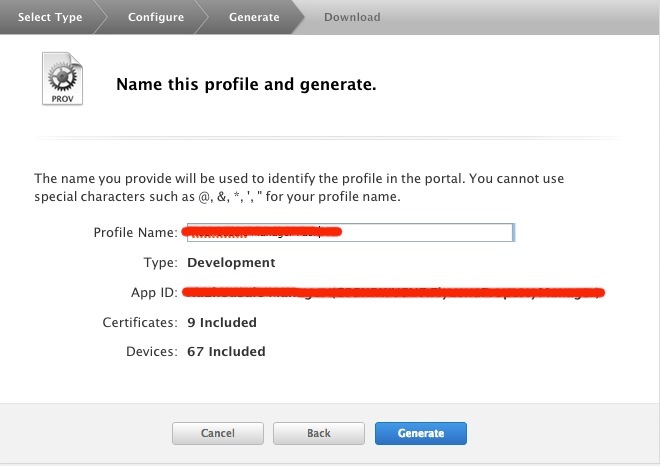 Select Type
Configure
Generate
Download
PROV
Name this profile and generate.
The name you provide will be used to identify the profile in the portal. You cannot use
special characters such as @, &, *, ', " for your profile name.
Profile Name:
Type: Development
App ID:
Certificates: 9 Included
Devices: 67 Included
Cancel
Back
Generate